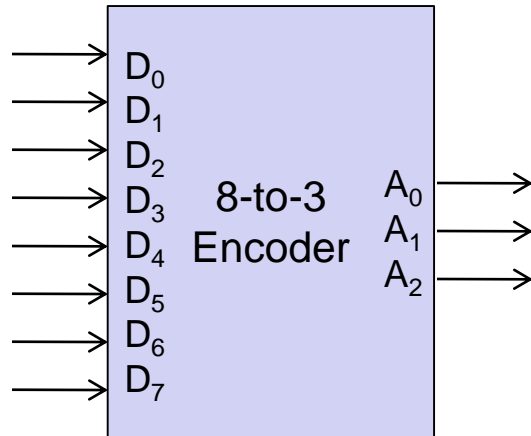 D₀
D₁
D₂
D₃
D₄
D₅
D₆
D₇
8-to-3
Encoder
A₀
A₁
A₂